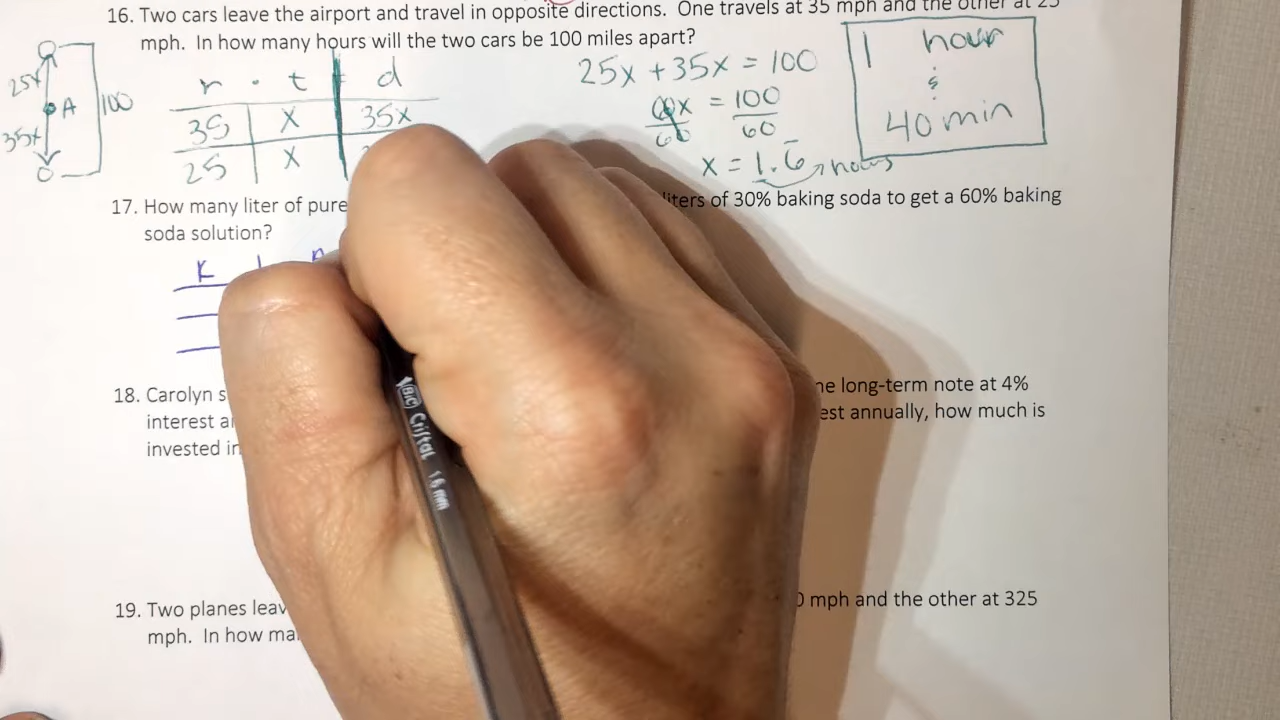 16. Two cars leave the airport and travel in opposite directions. One travels at 35 mph and the other at 25
mph. In how many hours will the two cars be 100 miles apart?
25x
A
35x
100
r · t d
35 x 35x
25 x
25x + 35x = 100
60x = 100
60 60
x = 1.6 hours
1 hour
&
40 min
17. How many liter of pure liters of 30% baking soda to get a 60% baking
soda solution?
18. Carolyn long-term note at 4%
interest annually, how much is
invested in
19. Two planes mph and the other at 325
mph. In how
BIC Cristal 1.6 mm